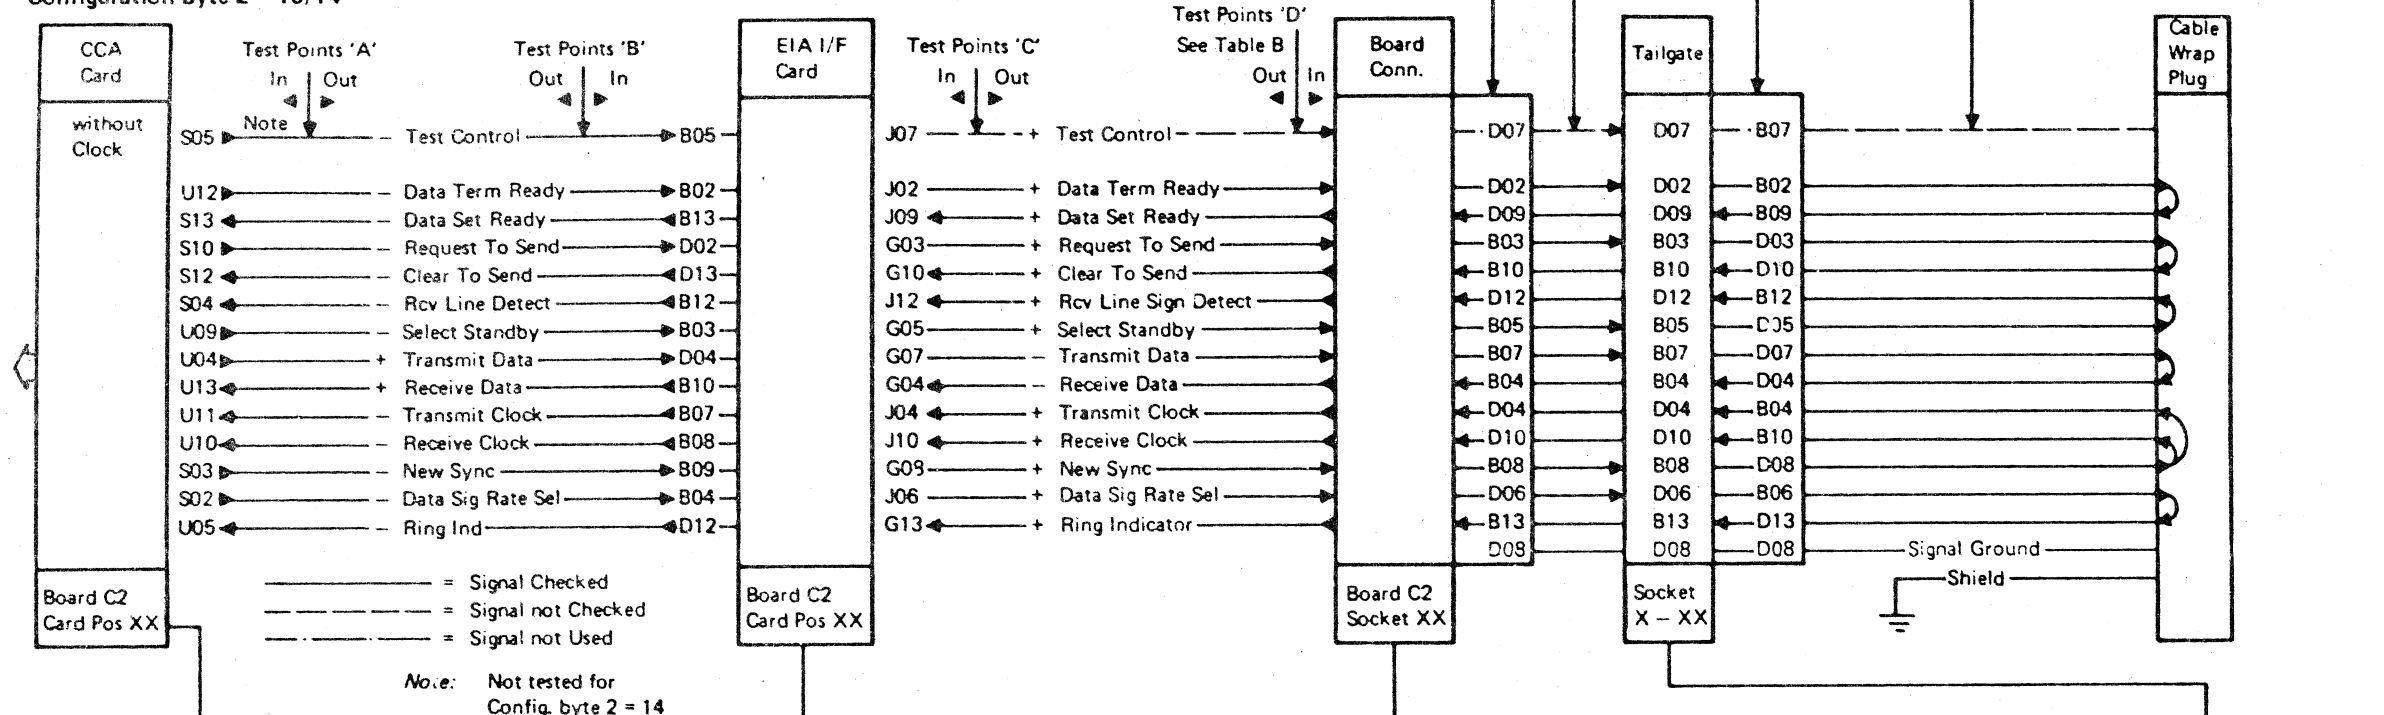 Configuration Byte 2 = 10/14
CCA
Card
without
Clock
Board C2
Card Pos XX
Test Points 'A'
In Out
Note
Test Points 'B'
Out In
S05 − Test Control B05
U12 − Data Term Ready B02
S13 − Data Set Ready B13
S10 − Request To Send D02
S12 − Clear To Send D13
S04 − Rcv Line Detect B12
U09 − Select Standby B03
U04 + Transmit Data D04
U13 + Receive Data B10
U11 − Transmit Clock B07
U10 − Receive Clock B08
S03 − New Sync B09
S02 − Data Sig Rate Sel B04
U05 − Ring Ind D12
= Signal Checked
= Signal not Checked
= Signal not Used
Note: Not tested for
Config. byte 2 = 14
EIA I/F
Card
Board C2
Card Pos XX
Test Points 'C'
In Out
Test Points 'D'
See Table B
Out In
J07 + Test Control
J02 + Data Term Ready
J09 + Data Set Ready
G03 + Request To Send
G10 + Clear To Send
J12 + Rcv Line Sign Detect
G05 + Select Standby
G07 − Transmit Data
G04 − Receive Data
J04 + Transmit Clock
J10 + Receive Clock
G08 + New Sync
J06 + Data Sig Rate Sel
G13 + Ring Indicator
Board
Conn.
Board C2
Socket XX
D07
D02
D09
B03
B10
D12
B05
B07
B04
D04
D10
B08
D06
B13
D08
Tailgate
D07 B07
D02 B02
D09 B09
B03 D03
B10 D10
D12 B12
B05 D05
B07 D07
B04 D04
D04 B04
D10 B10
B08 D08
D06 B06
B13 D13
D08 D08
Socket
X − XX
Signal Ground
Shield
Cable
Wrap
Plug